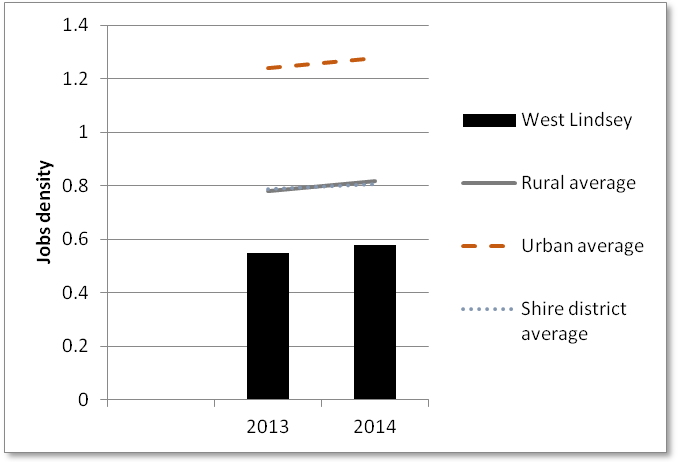 1.4
1.2
1
0.8
0.6
0.4
0.2
0
Jobs density
2013
2014
West Lindsey
Rural average
Urban average
Shire district
average